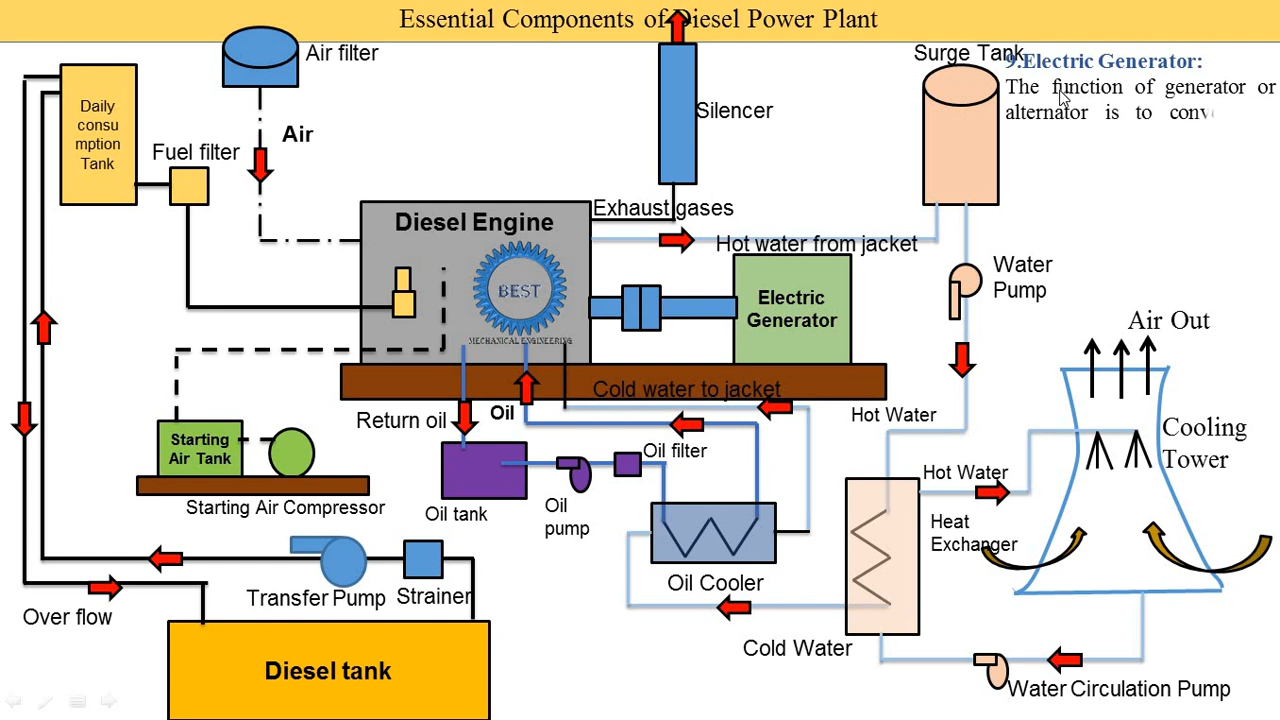 Essential Components of Diesel Power Plant
Air filter
Surge Tank
9.Electric Generator:
The function of generator or
alternator is to conv
Daily
consu
mption
Tank
Fuel filter
Air
Silencer
Exhaust gases
Diesel Engine
Hot water from jacket
BEST
MECHANICAL ENGINEERING
Electric
Generator
Water
Pump
Air Out
Cold water to jacket
Return oil
Oil
Hot Water
Cooling
Tower
Starting
Air Tank
Oil filter
Hot Water
Starting Air Compressor
Oil tank
Oil
pump
Heat
Exchanger
Oil Cooler
Transfer Pump
Strainer
Over flow
Cold Water
Diesel tank
Water Circulation Pump